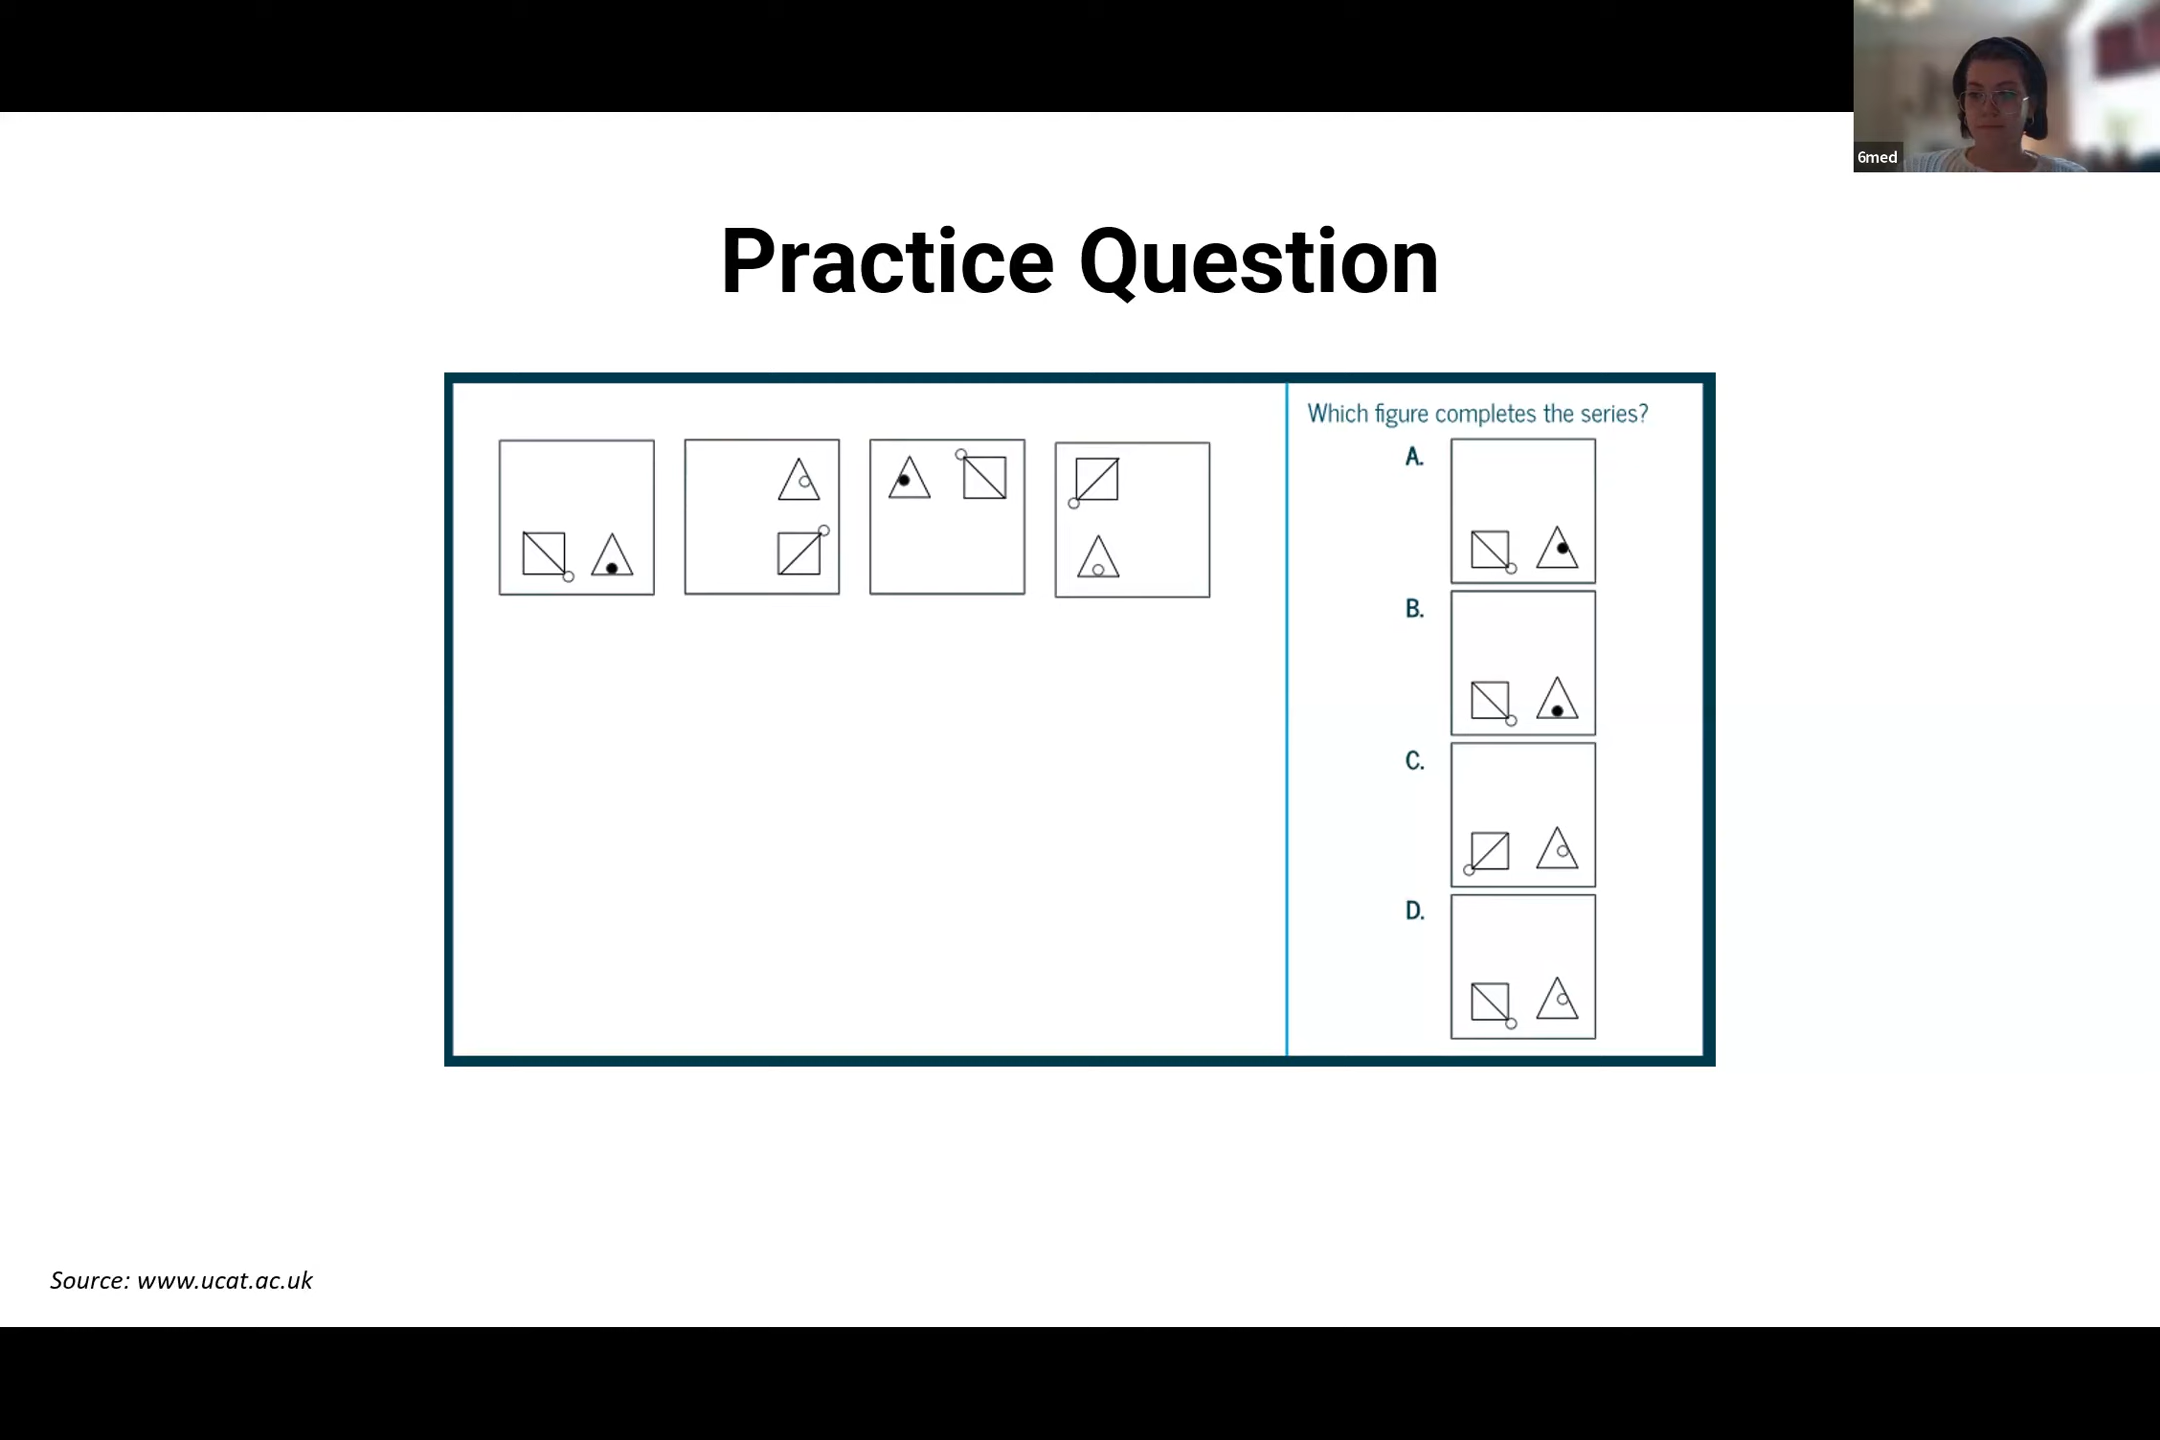 6med
Practice Question
Which figure completes the series?
A.
B.
C.
D.
Source: www.ucat.ac.uk